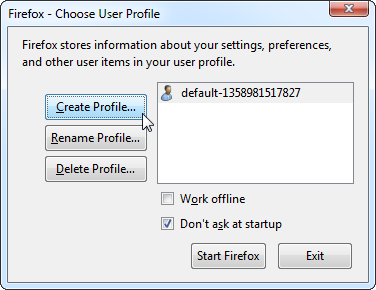 Firefox - Choose User Profile
Firefox stores information about your settings, preferences,
and other user items in your user profile.
Create Profile...
default-1358981517827
Rename Profile...
Delete Profile...
Work offline
Don't ask at startup
Start Firefox
Exit